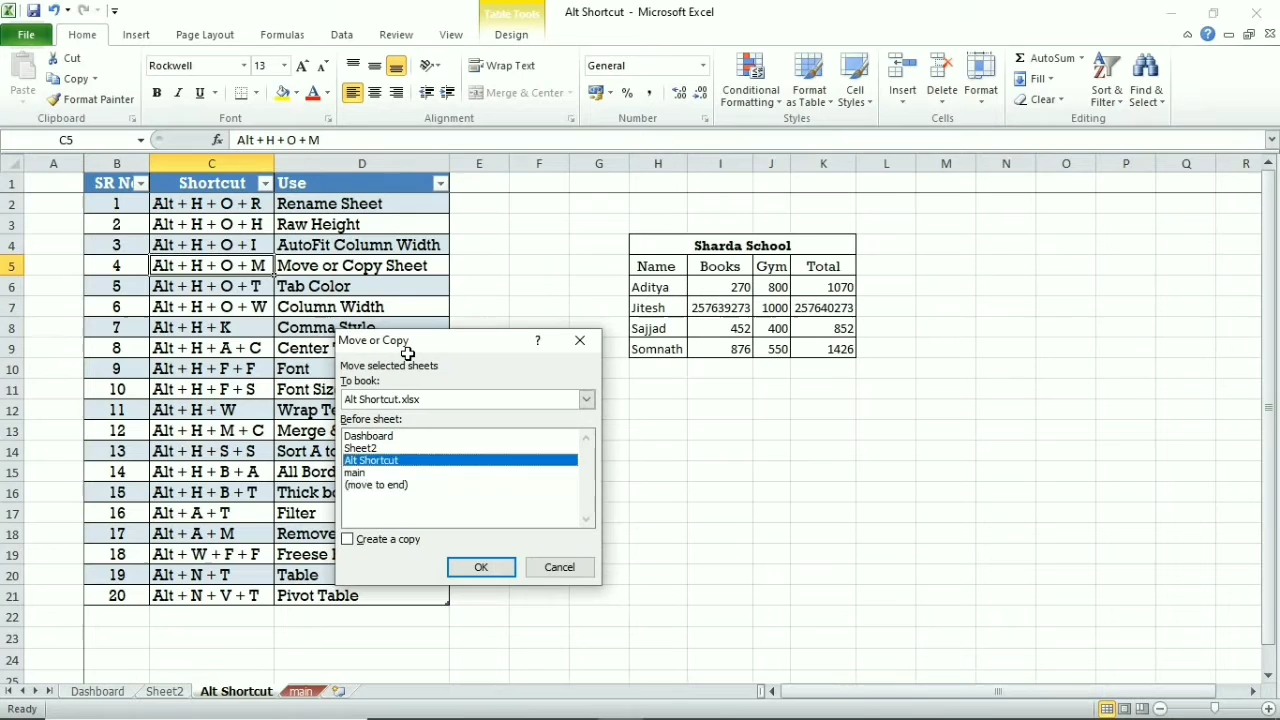 Table Tools
Alt Shortcut - Microsoft Excel
File Home Insert Page Layout Formulas Data Review View Design
Paste Cut Copy Format Painter
Rockwell 13
B I U A A A
Wrap Text
Merge & Center
General
% ,
Conditional Formatting Format as Table Cell Styles
Insert Delete Format
Σ AutoSum Fill Clear
Sort & Filter Find & Select
Clipboard Font Alignment Number Styles Cells Editing
C5 fx Alt + H + O + M
A B C D E F G H I J K L M N O P Q R
1 SR N Shortcut Use
2 1 Alt + H + O + R Rename Sheet
3 2 Alt + H + O + H Raw Height
4 3 Alt + H + O + I AutoFit Column Width Sharda School
5 4 Alt + H + O + M Move or Copy Sheet Name Books Gym Total
6 5 Alt + H + O + T Tab Color Aditya 270 800 1070
7 6 Alt + H + O + W Column Width Jitesh 257639273 1000 257640273
8 7 Alt + H + K Comma Style Sajjad 452 400 852
9 8 Alt + H + A + C Center Somnath 876 550 1426
10 9 Alt + H + F + F Font
11 10 Alt + H + F + S Font Siz
12 11 Alt + H + W Wrap Te
13 12 Alt + H + M + C Merge
14 13 Alt + H + S + S Sort A to
15 14 Alt + H + B + A All Bord
16 15 Alt + H + B + T Thick bo
17 16 Alt + A + T Filter
18 17 Alt + A + M Remove
19 18 Alt + W + F + F Freese
20 19 Alt + N + T Table
21 20 Alt + N + V + T Pivot Table
22
23
24
25
Move or Copy ?
Move selected sheets
To book:
Alt Shortcut.xlsx
Before sheet:
Dashboard
Sheet2
Alt Shortcut
main
(move to end)
Create a copy
OK Cancel
Dashboard Sheet2 Alt Shortcut main
Ready